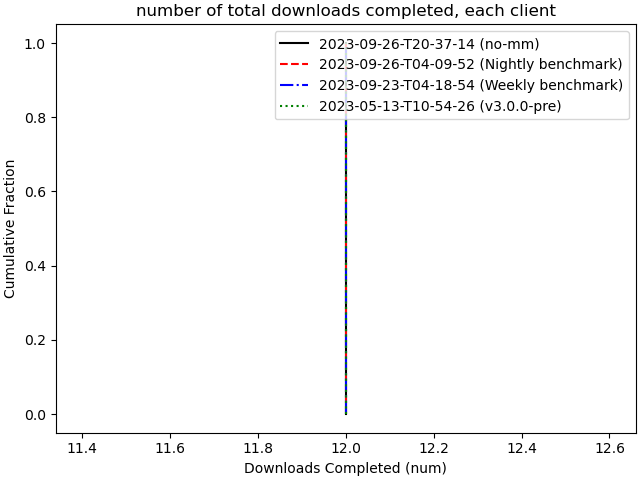 number of total downloads completed, each client
2023-09-26-T20-37-14 (no-mm)
2023-09-26-T04-09-52 (Nightly benchmark)
2023-09-23-T04-18-54 (Weekly benchmark)
2023-05-13-T10-54-26 (v3.0.0-pre)
Cumulative Fraction
1.0
0.8
0.6
0.4
0.2
0.0
11.4 11.6 11.8 12.0 12.2 12.4 12.6
Downloads Completed (num)